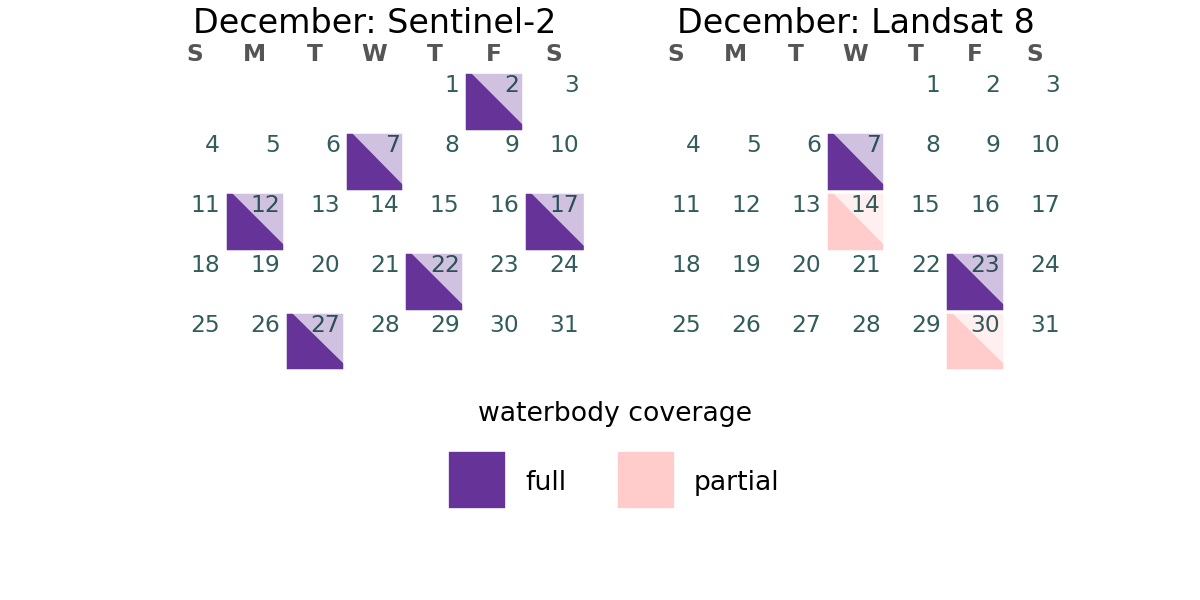 December: Sentinel-2
S M T W T F S
1 2 3
4 5 6 7 8 9 10
11 12 13 14 15 16 17
18 19 20 21 22 23 24
25 26 27 28 29 30 31
December: Landsat 8
S M T W T F S
1 2 3
4 5 6 7 8 9 10
11 12 13 14 15 16 17
18 19 20 21 22 23 24
25 26 27 28 29 30 31
waterbody coverage
full
partial